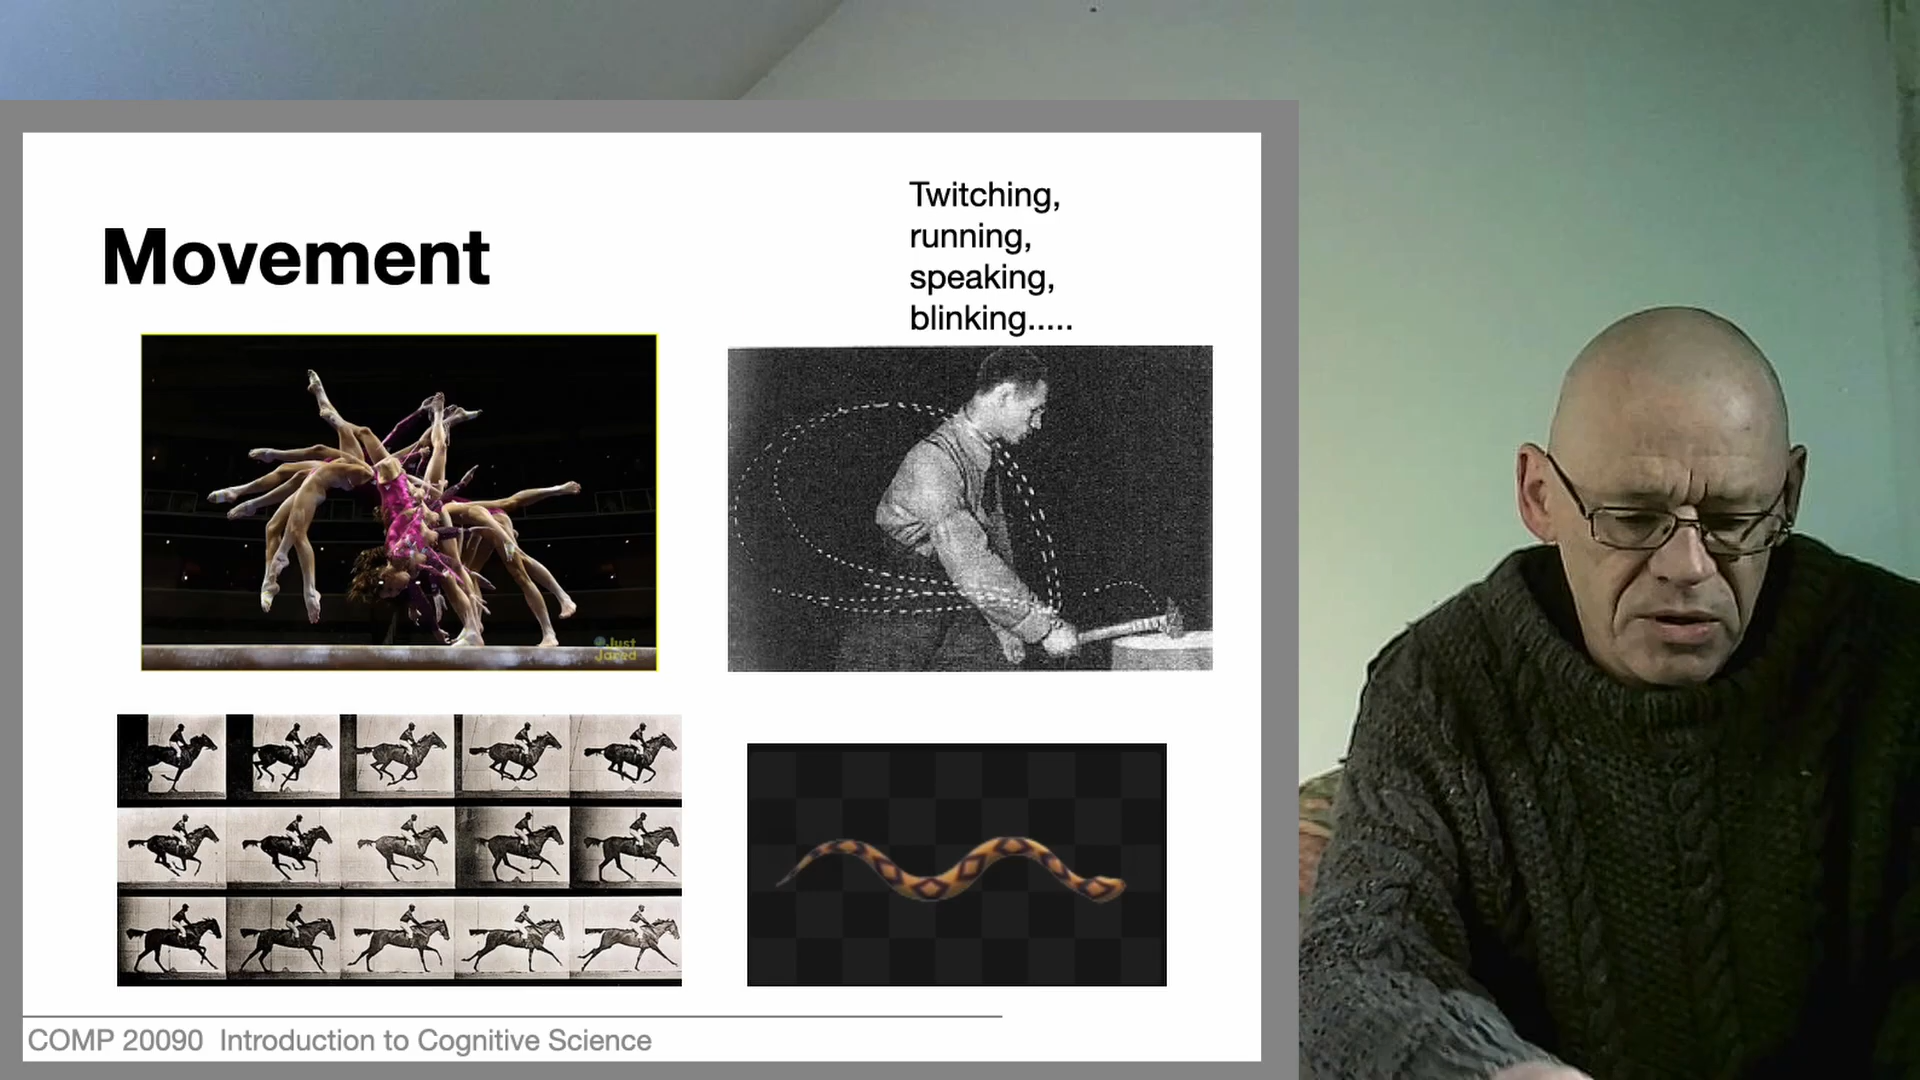 Twitching,
running,
speaking,
blinking.....
Movement
Just
Jared
COMP 20090 Introduction to Cognitive Science